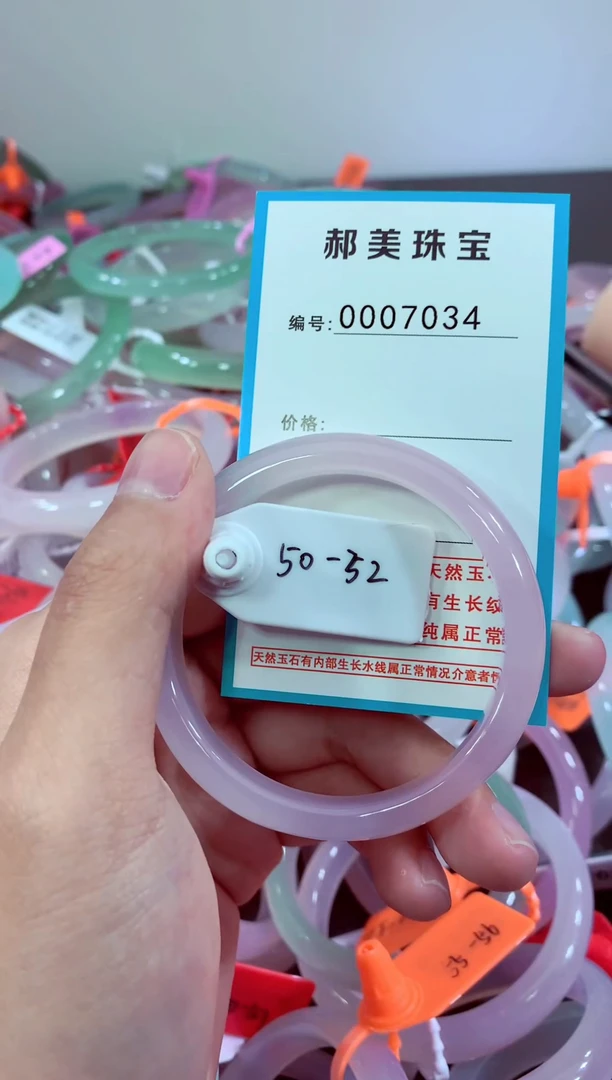 郝美珠宝
编号:0007034
价格:
50-52
天然玉
有生长纹
纯属正常
天然玉石有内部生长水线属正常情况介意者
55-56